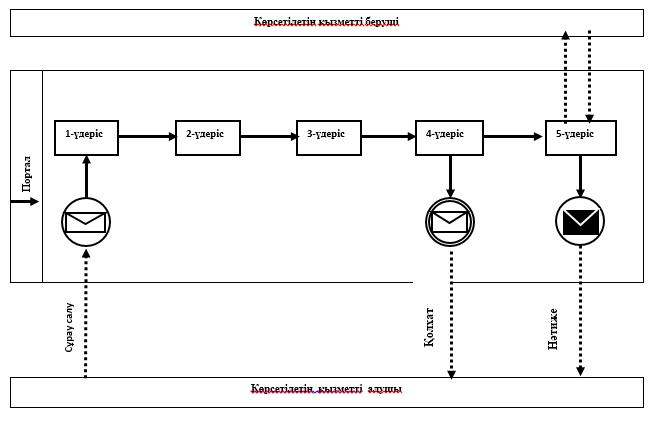 Көрсетілетін қызметті беруші
1-үдеріс
2-үдеріс
3-үдеріс
4-үдеріс
5-үдеріс
Портал
Сұрау салу
Қолхат
Нәтиже
Көрсетілетін қызметті алушы